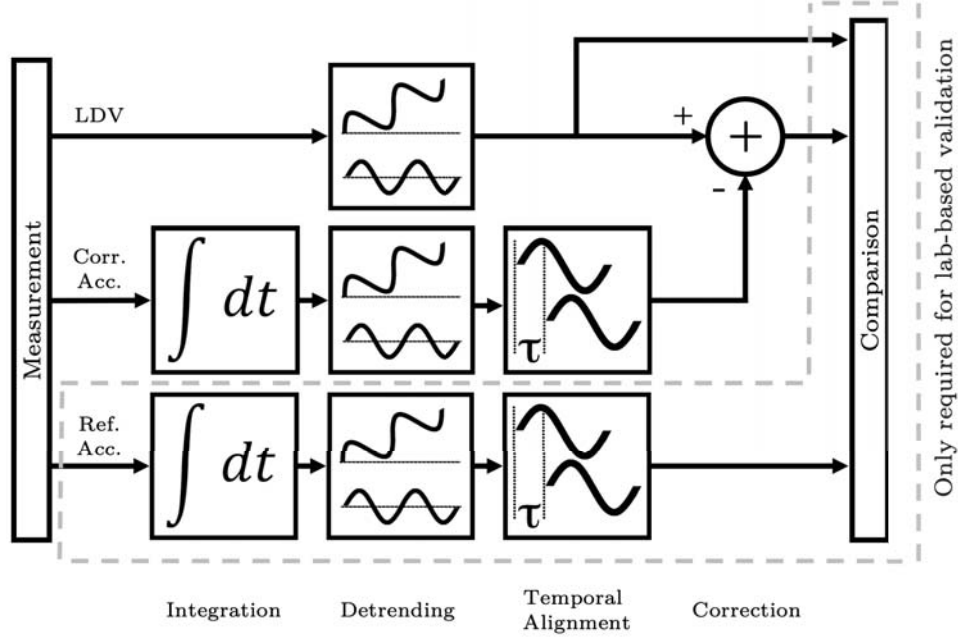 LDV
+
-
+
Corr.
Acc.
∫ dt
τ
Ref.
Acc.
∫ dt
τ
Measurement
Comparison
Only required for lab-based validation
Integration
Detrending
Temporal
Alignment
Correction